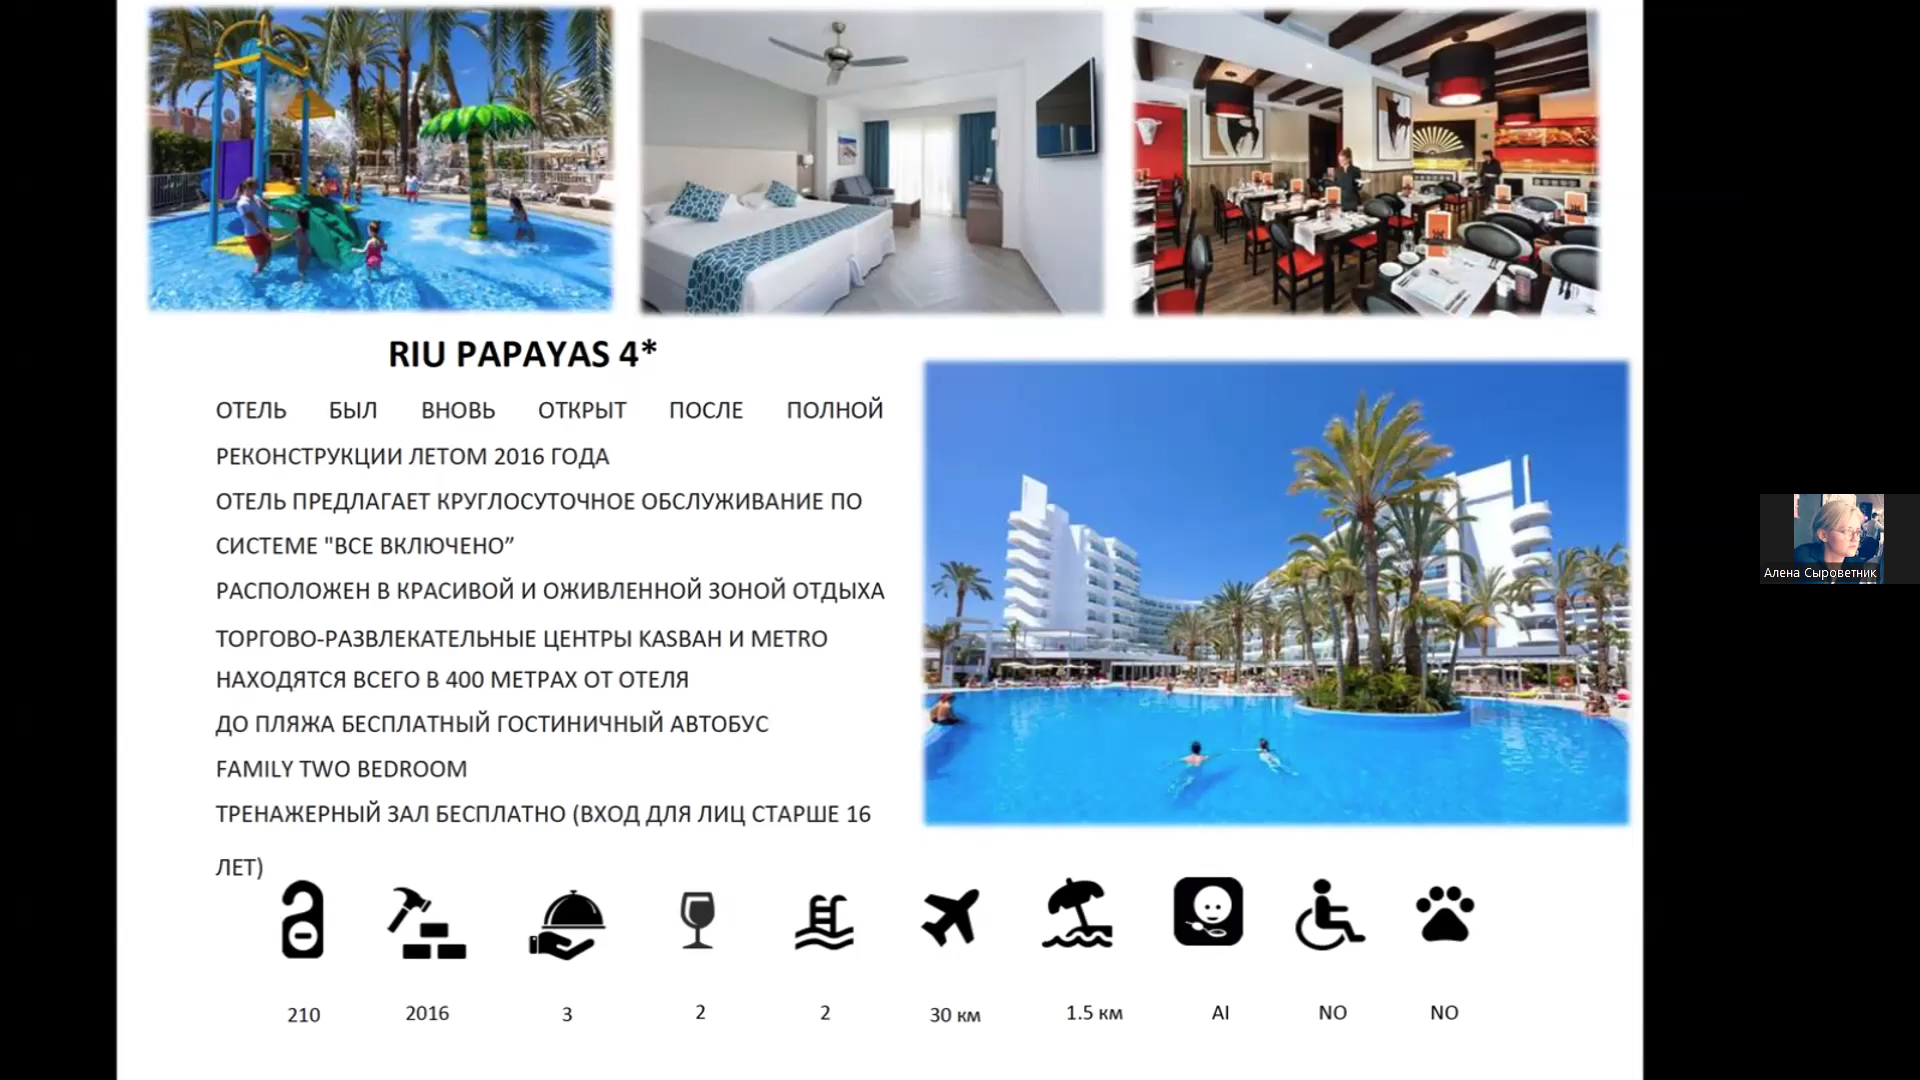 RIU PAPAYAS 4*
ОТЕЛЬ БЫЛ ВНОВЬ ОТКРЫТ ПОСЛЕ ПОЛНОЙ
РЕКОНСТРУКЦИИ ЛЕТОМ 2016 ГОДА
ОТЕЛЬ ПРЕДЛАГАЕТ КРУГЛОСУТОЧНОЕ ОБСЛУЖИВАНИЕ ПО
СИСТЕМЕ "ВСЕ ВКЛЮЧЕНО”
РАСПОЛОЖЕН В КРАСИВОЙ И ОЖИВЛЕННОЙ ЗОНОЙ ОТДЫХА
ТОРГОВО-РАЗВЛЕКАТЕЛЬНЫЕ ЦЕНТРЫ KASBAH И METRO
НАХОДЯТСЯ ВСЕГО В 400 МЕТРАХ ОТ ОТЕЛЯ
ДО ПЛЯЖА БЕСПЛАТНЫЙ ГОСТИНИЧНЫЙ АВТОБУС
FAMILY TWO BEDROOM
ТРЕНАЖЕРНЫЙ ЗАЛ БЕСПЛАТНО (ВХОД ДЛЯ ЛИЦ СТАРШЕ 16
ЛЕТ)
210 2016 3 2 2 30 км 1.5 км AI NO NO
Алена Сыроветник